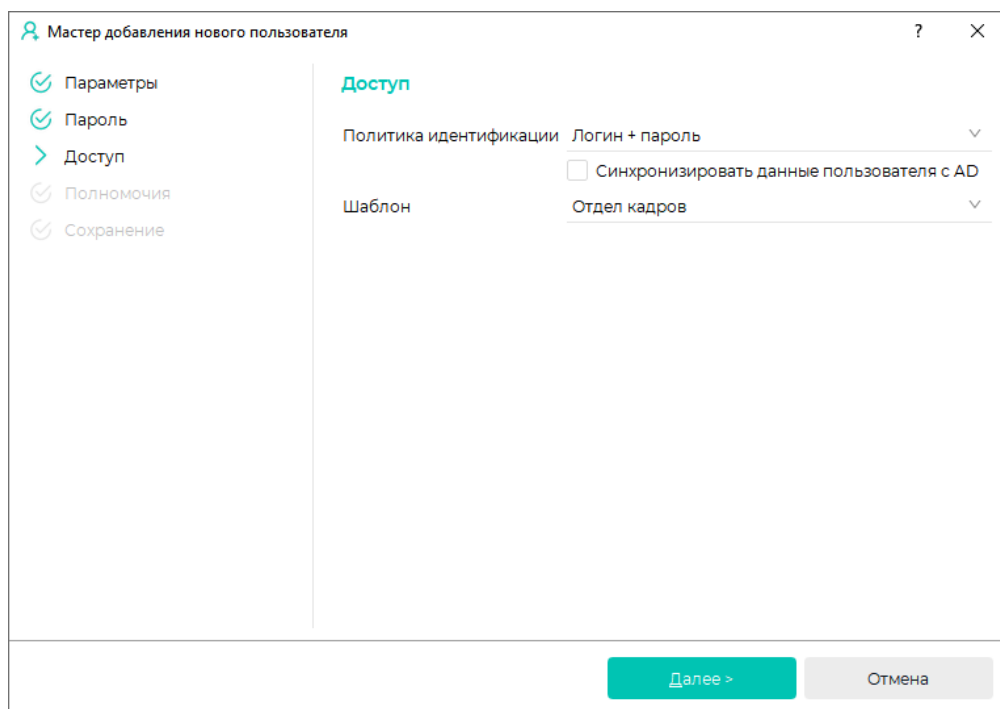 Мастер добавления нового пользователя ?
Параметры
Пароль
Доступ
Полномочия
Сохранение
Доступ
Политика идентификации Логин + пароль
Синхронизировать данные пользователя с AD
Шаблон Отдел кадров
Далее > Отмена